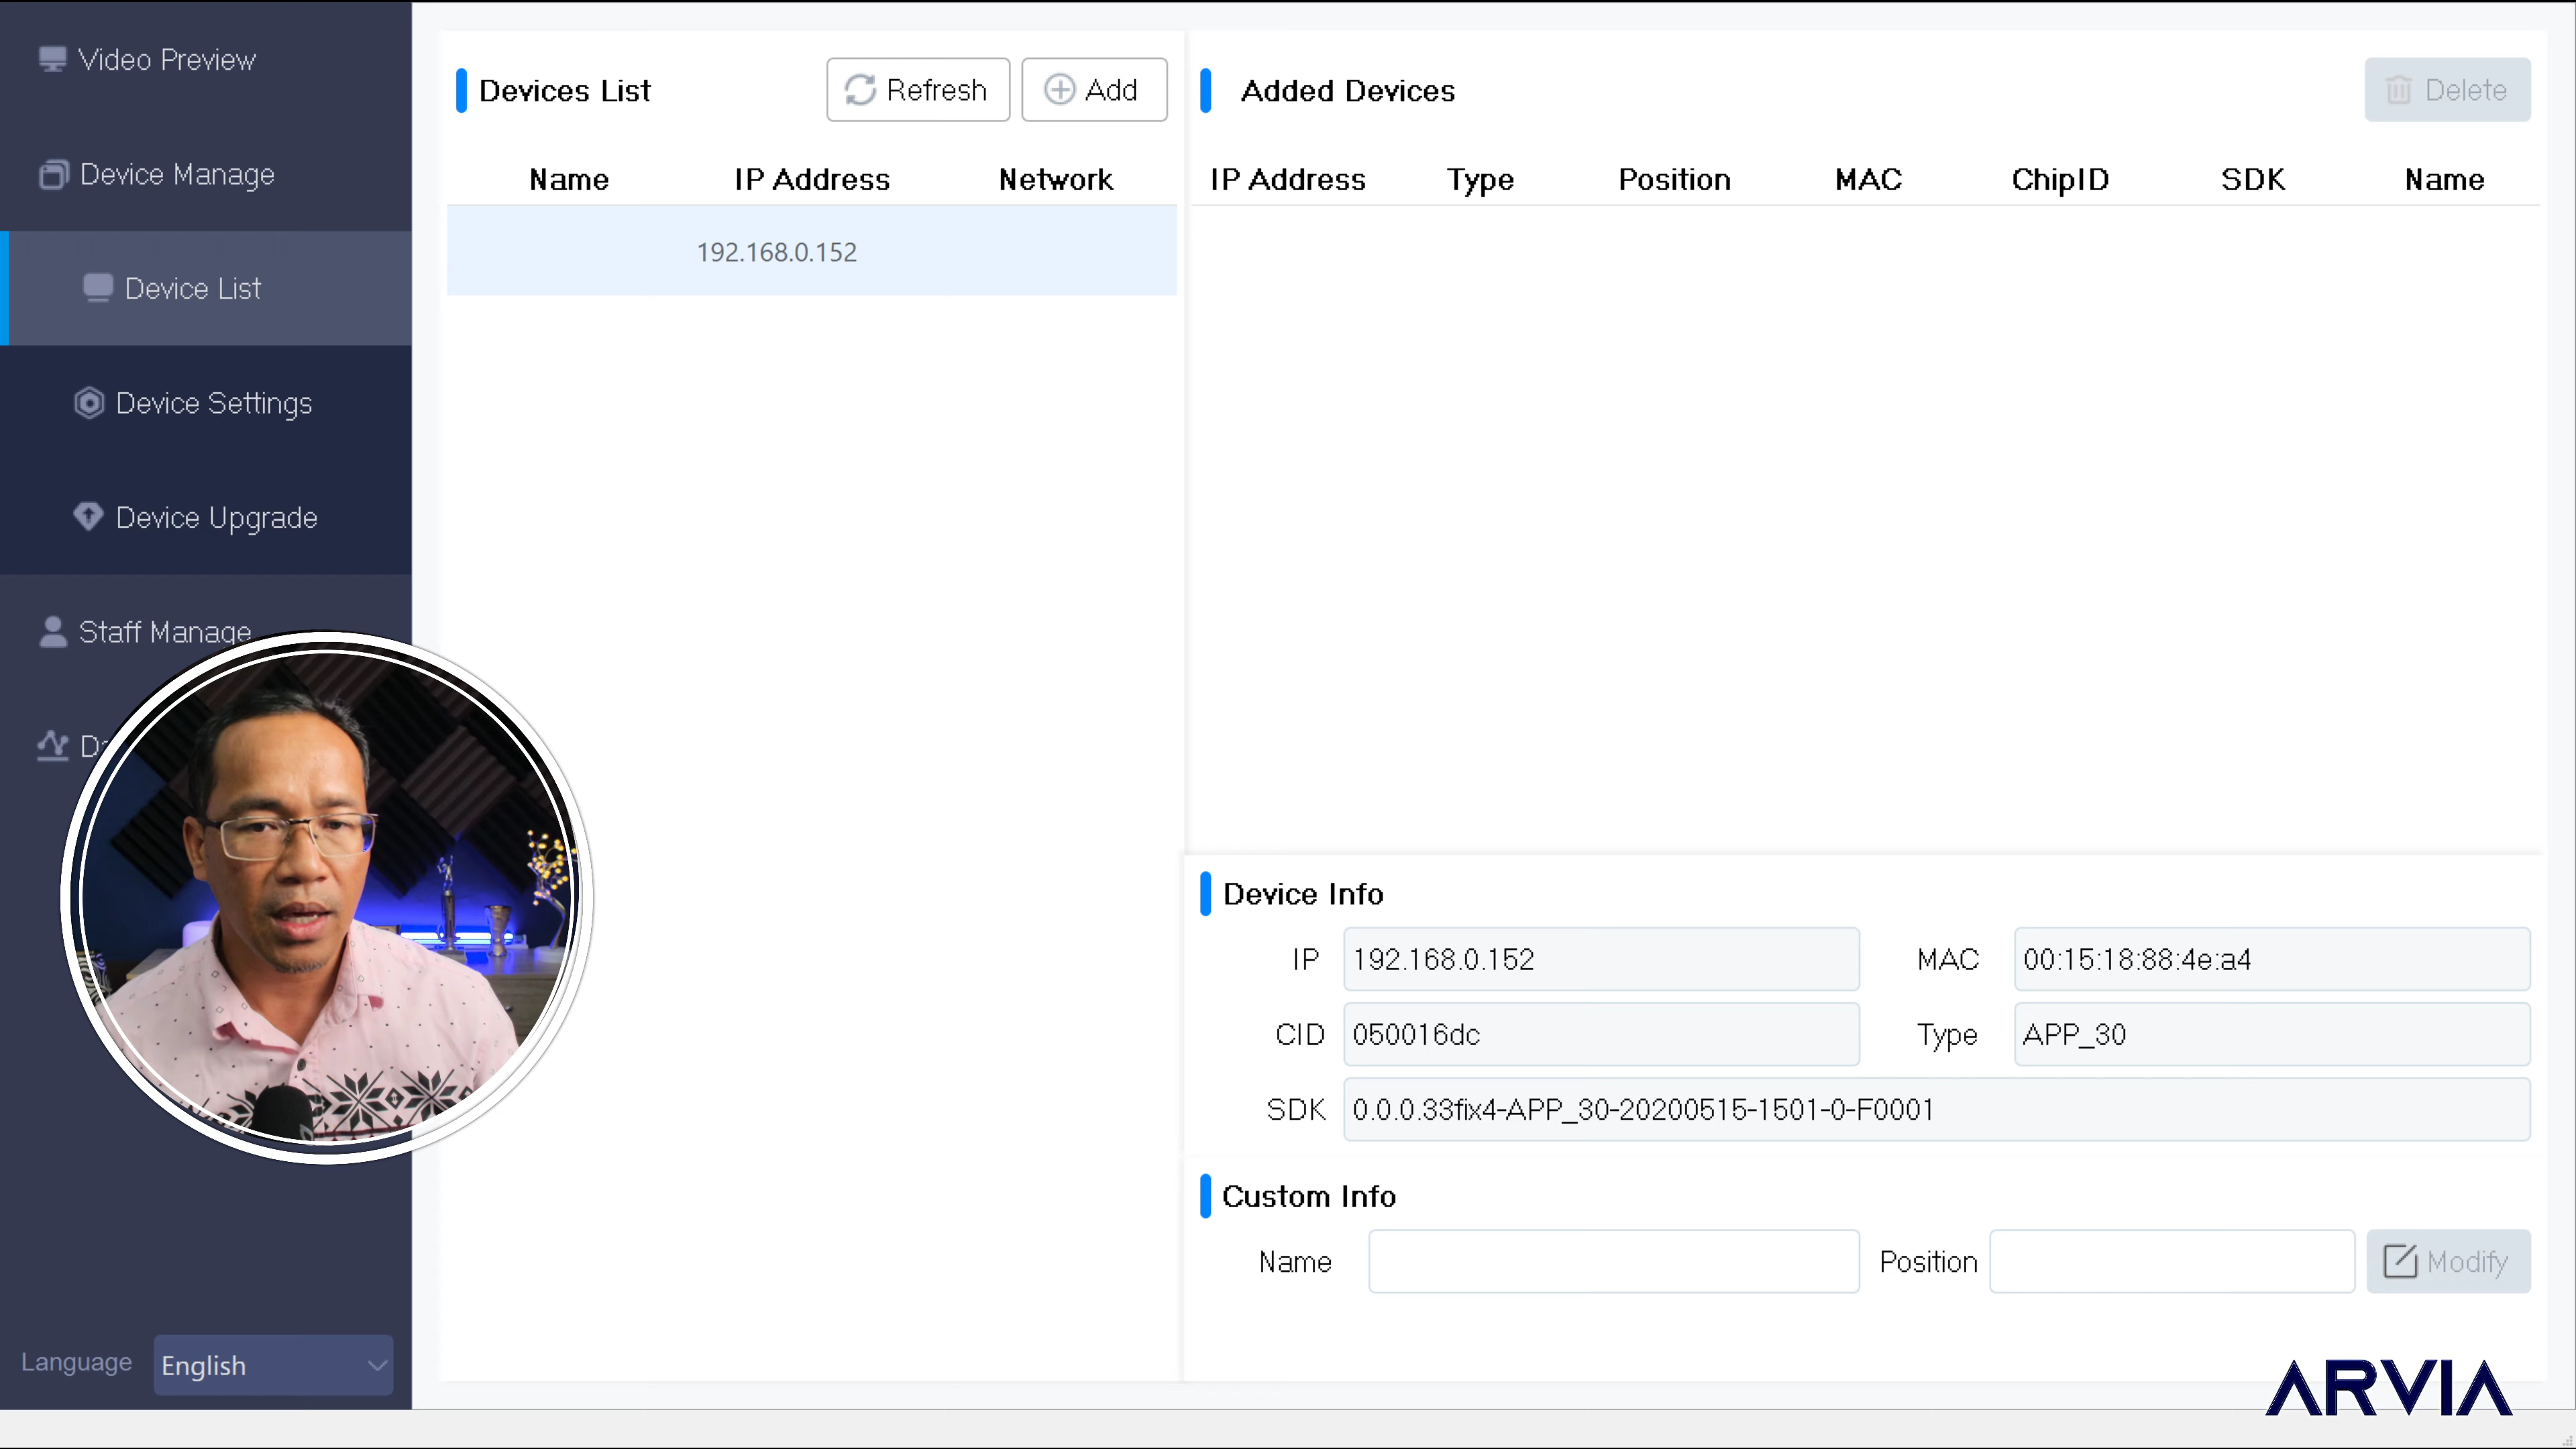 Video Preview
Device Manage
Device List
Device Settings
Device Upgrade
Staff Manage
Language
English
Devices List
Refresh
Add
Name IP Address Network
192.168.0.152
Added Devices
Delete
IP Address Type Position MAC ChipID SDK Name
Device Info
IP 192.168.0.152 MAC 00:15:18:88:4e:a4
CID 050016dc Type APP_30
SDK 0.0.0.33fix4-APP_30-20200515-1501-0-F0001
Custom Info
Name Position Modify
ARVIA